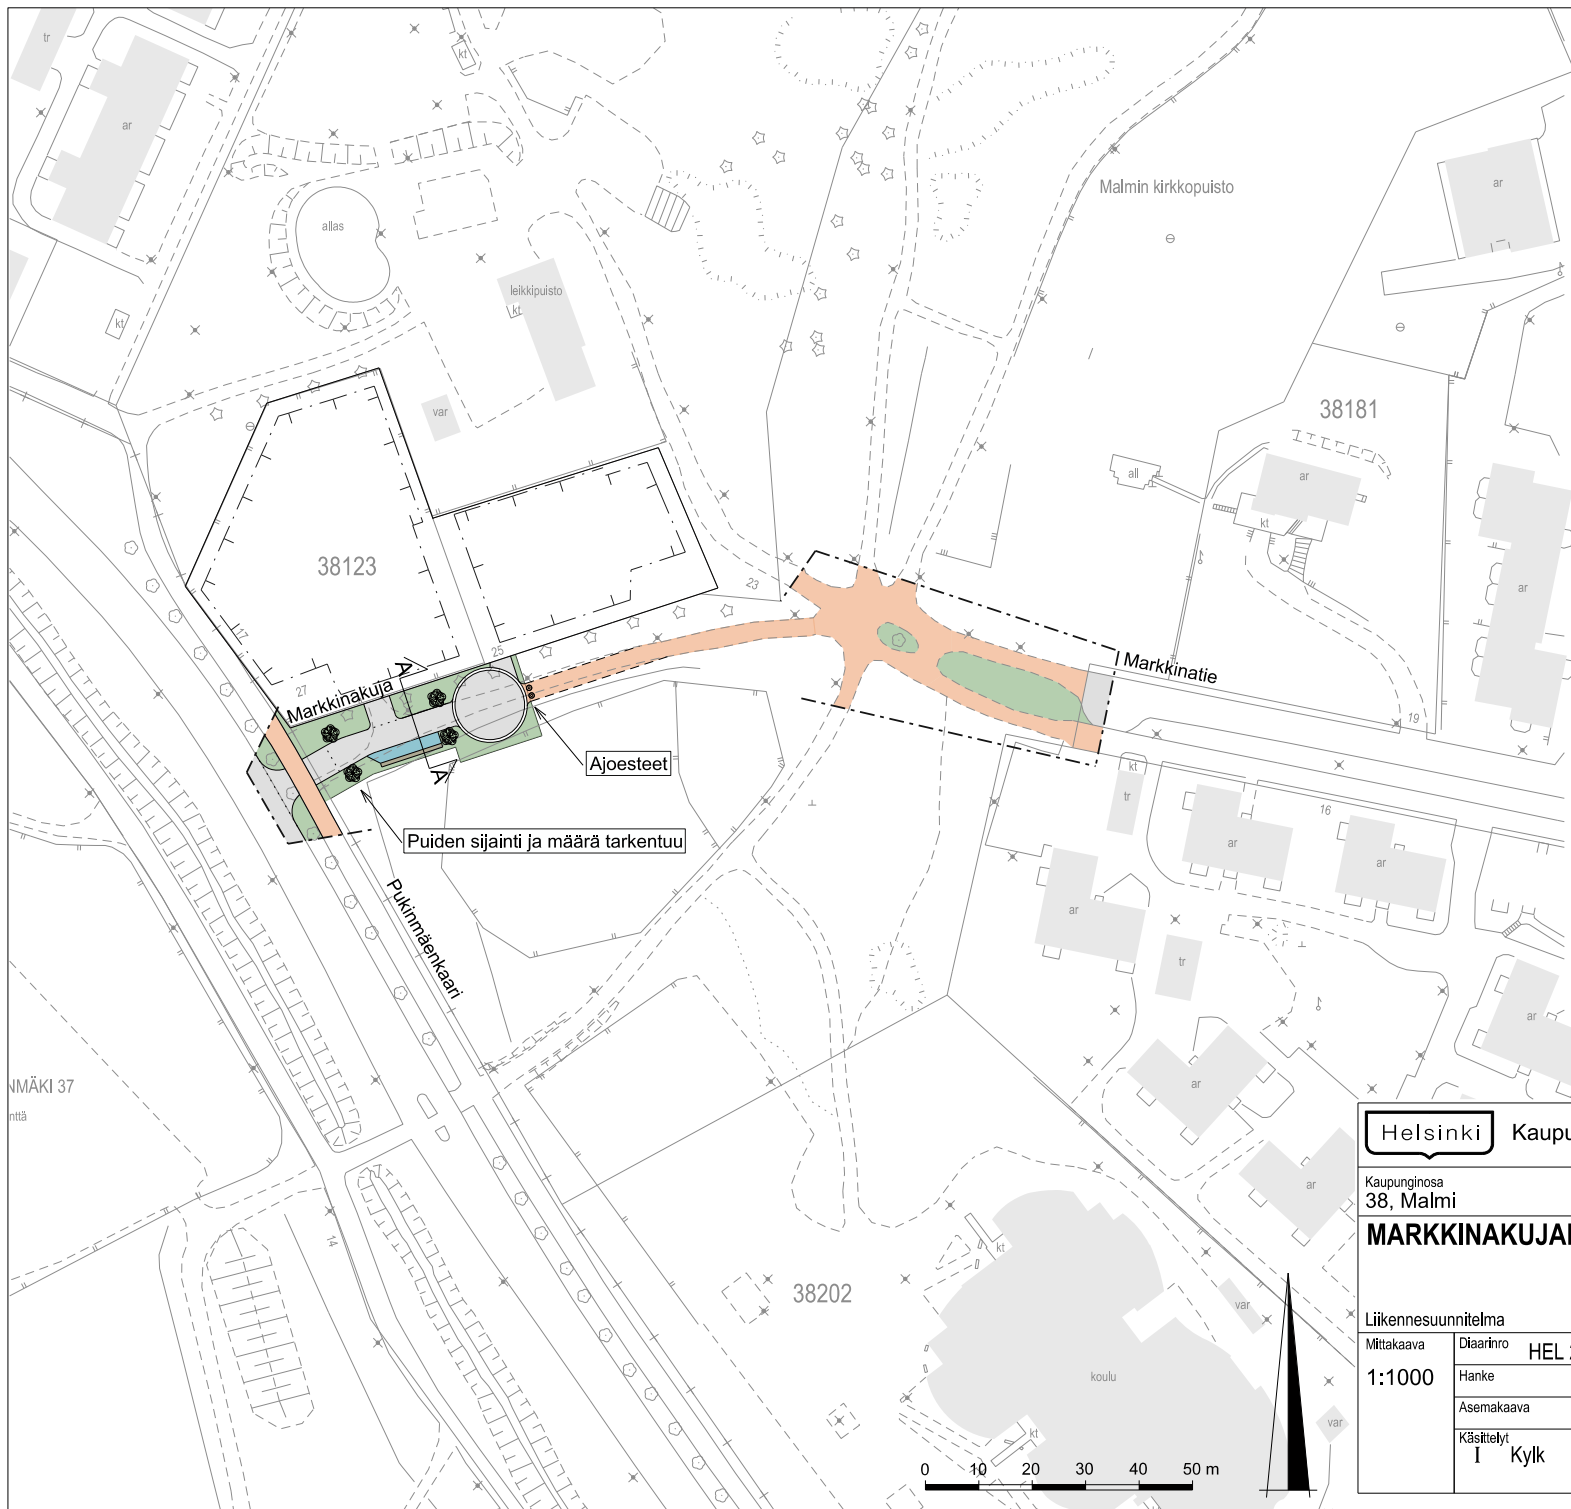 tr
kt
ar
Malmin kirkkopuisto
ar
allas
leikkipuisto
kt
kt
var
38181
all
ar
kt
38123
23
ar
17
25
A
27
Markkinakuja
Markkinatie
19
Ajoesteet
A
kt
tr
16
Puiden sijainti ja määrä tarkentuu
ar
ar
Pukinmäenkaari
ar
tr
ar
NMÄKI 37
nttä
ar
ar
14
kt
38202
var
koulu
var
kt
0 10 20 30 40 50 m
Helsinki
Kaupu
Kaupunginosa
38, Malmi
MARKKINAKUJA
Liikennesuunnitelma
Mittakaava
1:1000
Diaarinro HEL
Hanke
Asemakaava
Käsittelyt
I Kylk